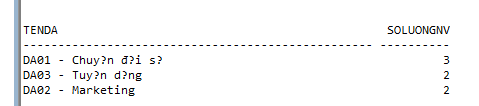 TENDA SOLUONGNV
-------------------------------------------------- ----------
DA01 - Chuy?n đ?i s? 3
DA03 - Tuy?n d?ng 2
DA02 - Marketing 2